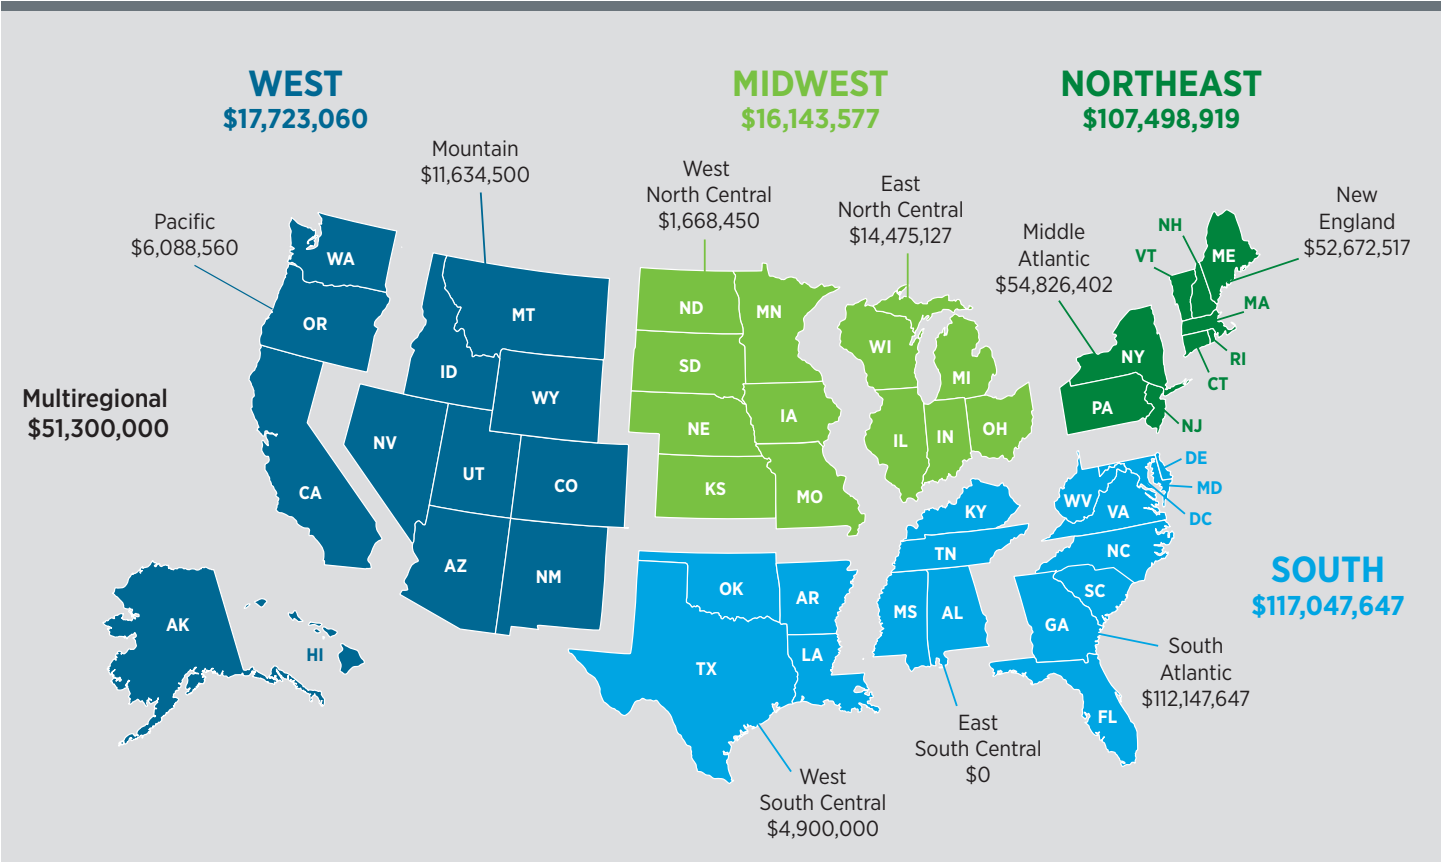 WEST
$17,723,060
MIDWEST
$16,143,577
NORTHEAST
$107,498,919
Mountain
$11,634,500
Pacific
$6,088,560
West
North Central
$1,668,450
East
North Central
$14,475,127
Middle
Atlantic
$54,826,402
New
England
$52,672,517
Multiregional
$51,300,000
WA
OR
CA
AK
HI
MT
ID
WY
NV
UT
CO
AZ
NM
ND
MN
SD
NE
IA
KS
MO
WI
MI
IL
IN
OH
NH
VT
ME
MA
RI
CT
NY
PA
NJ
DE
MD
DC
WV
VA
KY
TN
NC
SC
OK
AR
TX
LA
MS
AL
GA
FL
SOUTH
$117,047,647
South
Atlantic
$112,147,647
East
South Central
$0
West
South Central
$4,900,000